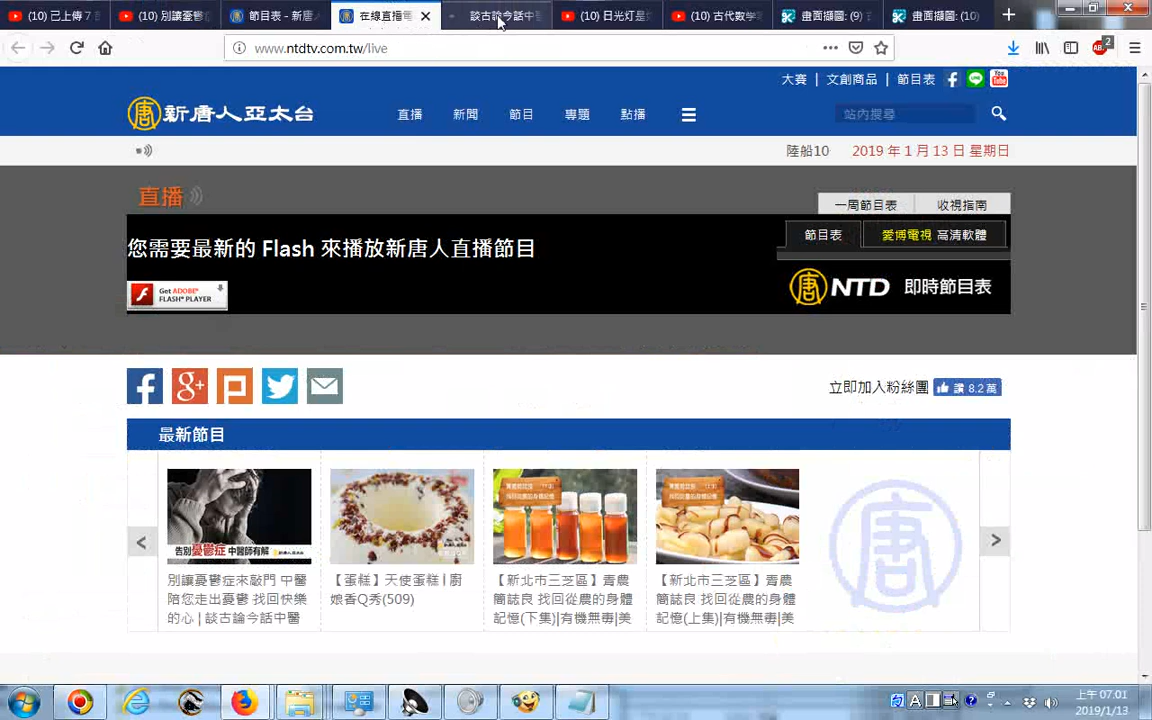 (10) 己上傳 7
(10) 別讓憂鬱
節目表 - 新唐人
在線直播電
談古論今話中醫
(10) 日光灯是
(10) 古代数学
畫面擷圖: (9)
畫面擷圖: (10)
www.ntdtv.com.tw/live
2
大賽 | 文創商品 | 節目表
You Tube
新唐人亞太台
直播 新聞 節目 專題 點播
站內搜尋
陸船10 2019 年 1 月 13 日 星期日
直播
一周節目表 收視指南
您需要最新的 Flash 來播放新唐人直播節目
節目表 愛博電視 高清軟體
Get ADOBE® FLASH® PLAYER
唐 NTD 即時節目表
立即加入粉絲團 讚 8.2 萬
最新節目
告別憂鬱症 中醫師有解
別讓憂鬱症來敲門 中醫
陪您走出憂鬱 找回快樂
的心 | 談古論今話中醫
【蛋糕】天使蛋糕 | 廚
娘香Q秀(509)
【新北市三芝區】青農
簡誌良 找回從農的身體
記憶(下集)|有機無毒|美
【新北市三芝區】青農
簡誌良 找回從農的身體
記憶(上集)|有機無毒|美
唐
上午 07:01
2019/1/13